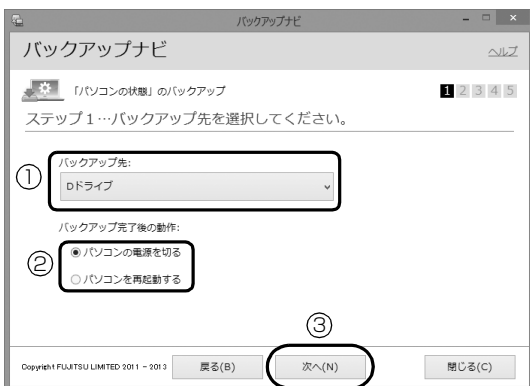 バックアップナビ
バックアップナビ
ヘルプ
「パソコンの状態」のバックアップ
1 2 3 4 5
ステップ1…バックアップ先を選択してください。
①
バックアップ先:
Dドライブ
バックアップ完了後の動作:
②
パソコンの電源を切る
パソコンを再起動する
③
Copyright FUJITSU LIMITED 2011 - 2013
戻る(B)
次へ(N)
閉じる(C)